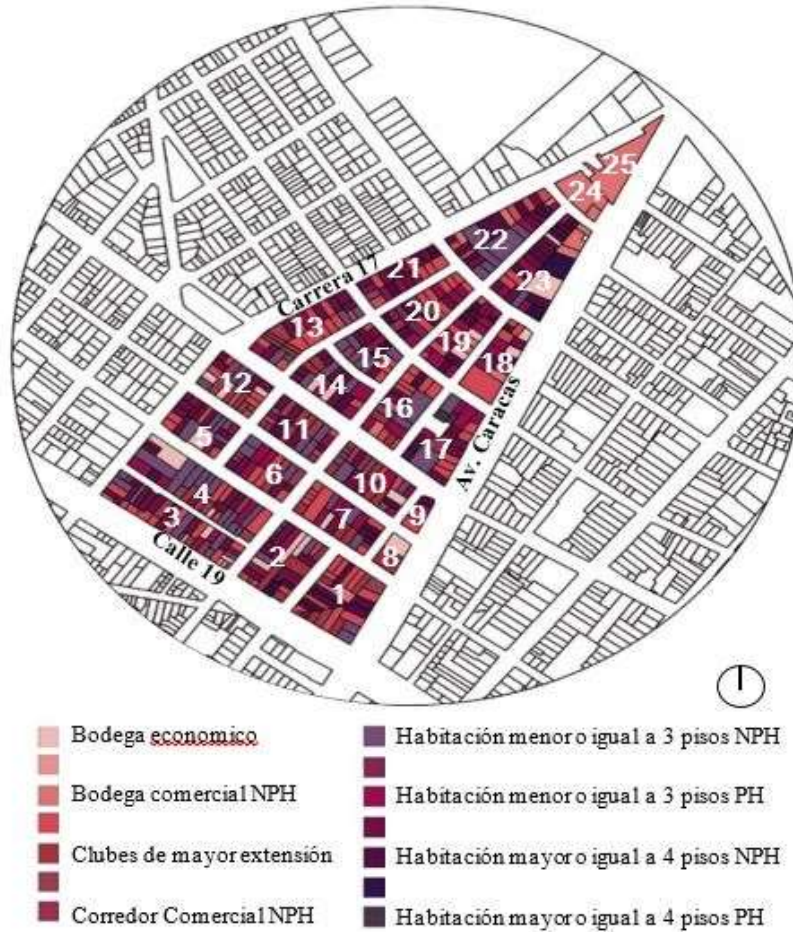 25
24
22
23
21
Carrera 17
20
13
19
18
15
12
14
16
Av. Caracas
5
11
17
6
10
4
9
3
7
8
2
Calle 19
1
Bodega economico
Bodega comercial NPH
Clubes de mayor extensión
Corredor Comercial NPH
Habitación menor o igual a 3 pisos NPH
Habitación menor o igual a 3 pisos PH
Habitación mayor o igual a 4 pisos NPH
Habitación mayor o igual a 4 pisos PH